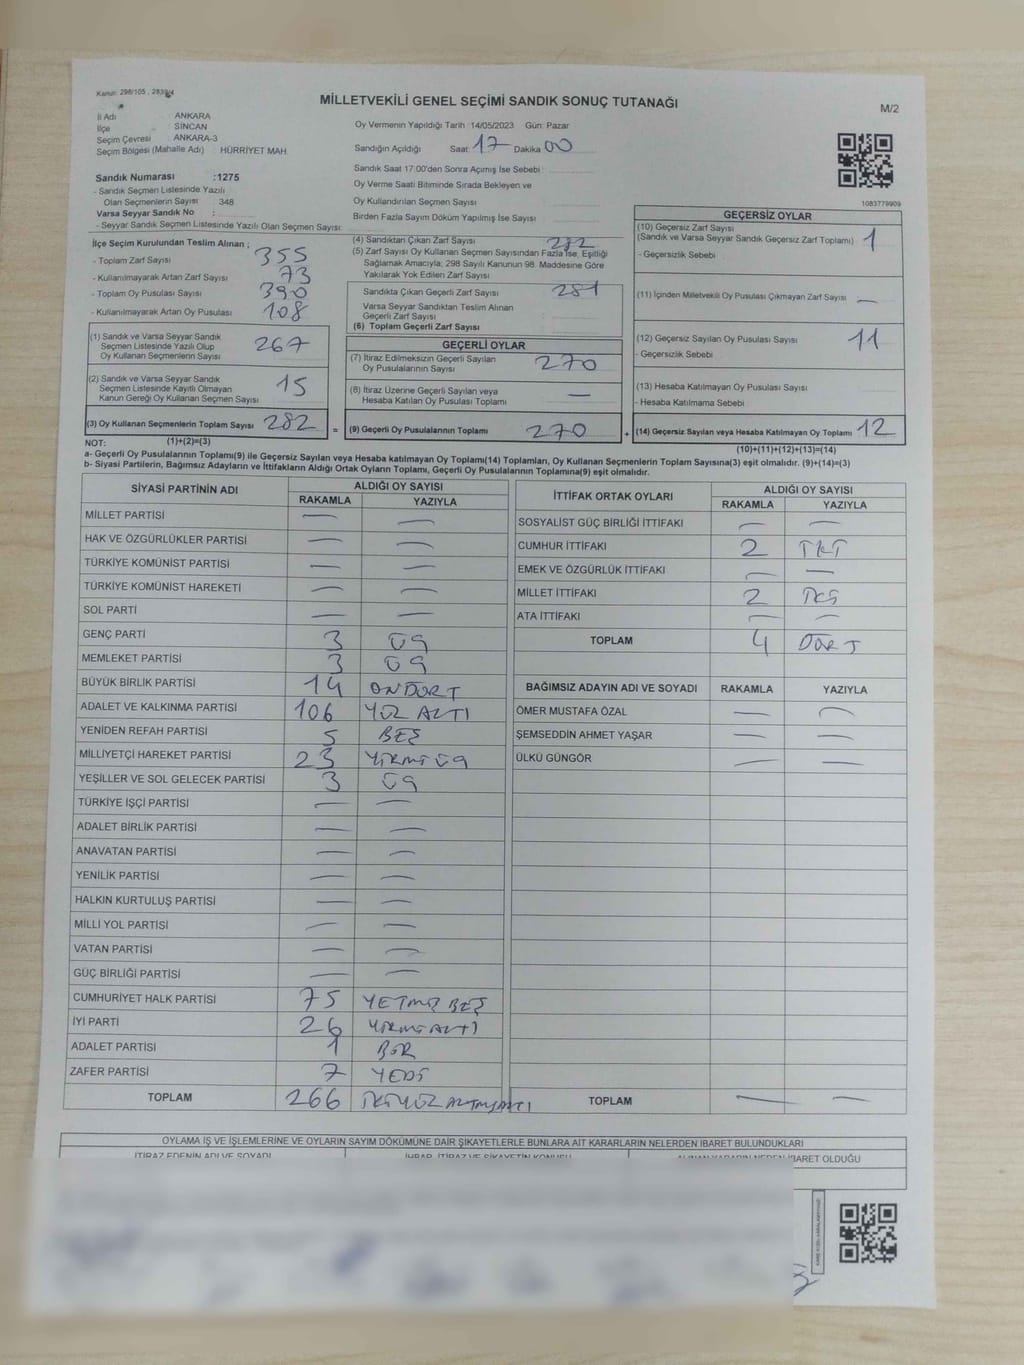 Kanun: 298/105 , 2839/4
MİLLETVEKİLİ GENEL SEÇİMİ SANDIK SONUÇ TUTANAĞI
M/2
İl Adı ANKARA
İlçe SİNCAN
Seçim Çevresi ANKARA-3
Seçim Bölgesi (Mahalle Adı) : HÜRRİYET MAH.
Oy Vermenin Yapıldığı Tarih :14/05/2023 Gün: Pazar
Sandığın Açıldığı Saat 17 Dakika 00
Sandık Saat 17:00'den Sonra Açımış İse Sebebi
Oy Verme Saati Bitiminde Sırada Bekleyen ve
Oy Kullandırılan Seçmen Sayısı
Birden Fazla Sayım Döküm Yapılmış İse Sayısı
1083779909
Sandık Numarası :1275
- Sandık Seçmen Listesinde Yazılı
Olan Seçmenlerin Sayısı : 348
Varsa Seyyar Sandık No :
- Seyyar Sandık Seçmen Listesinde Yazılı Olan Seçmen Sayısı:
İlçe Seçim Kurulundan Teslim Alınan ;
- Toplam Zarf Sayısı 355
- Kullanılmayarak Artan Zarf Sayısı 73
- Toplam Oy Pusulası Sayısı 390
- Kullanılmayarak Artan Oy Pusulası 108
(1) Sandık ve Varsa Seyyar Sandık
Seçmen Listesinde Yazılı Olup
Oy Kullanan Seçmenlerin Sayısı 267
(2) Sandık ve Varsa Seyyar Sandık
Seçmen Listesinde Kayıtlı Olmayan
Kanun Gereği Oy Kullanan Seçmen Sayısı 15
(3) Oy Kullanan Seçmenlerin Toplam Sayısı 282 =
(4) Sandıktan Çıkan Zarf Sayısı 282
(5) Zarf Sayısı Oy Kullanan Seçmen Sayısından Fazla İse, Eşitliği
Sağlamak Amacıyla; 298 Sayılı Kanunun 98. Maddesine Göre
Yakılarak Yok Edilen Zarf Sayısı
Sandıkta Çıkan Geçerli Zarf Sayısı 281
Varsa Seyyar Sandıktan Teslim Alınan
Geçerli Zarf Sayısı
(6) Toplam Geçerli Zarf Sayısı
GEÇERLİ OYLAR
(7) İtiraz Edilmeksizin Geçerli Sayılan
Oy Pusulalarının Sayısı 270
(8) İtiraz Üzerine Geçerli Sayılan veya
Hesaba Katılan Oy Pusulası Toplamı —
(9) Geçerli Oy Pusulalarının Toplamı 270 +
GEÇERSİZ OYLAR
(10) Geçersiz Zarf Sayısı
(Sandık ve Varsa Seyyar Sandık Geçersiz Zarf Toplamı) 1
- Geçersizlik Sebebi
(11) İçinden Milletvekili Oy Pusulası Çıkmayan Zarf Sayısı —
(12) Geçersiz Sayılan Oy Pusulası Sayısı 11
- Geçersizlik Sebebi
(13) Hesaba Katılmayan Oy Pusulası Sayısı
- Hesaba Katılmama Sebebi
(14) Geçersiz Sayılan veya Hesaba Katılmayan Oy Toplamı 12
NOT: (1)+(2)=(3)
(10)+(11)+(12)+(13)=(14)
a- Geçerli Oy Pusulalarının Toplamı(9) ile Geçersiz Sayılan veya Hesaba katılmayan Oy Toplamı(14) Toplamları, Oy Kullanan Seçmenlerin Toplam Sayısına(3) eşit olmalıdır. (9)+(14)=(3)
b- Siyasi Partilerin, Bağımsız Adayların ve İttifakların Aldığı Ortak Oyların Toplamı, Geçerli Oy Pusulalarının Toplamına(9) eşit olmalıdır.
SİYASİ PARTİNİN ADI ALDIĞI OY SAYISI
RAKAMLA YAZIYLA
MİLLET PARTİSİ — —
HAK VE ÖZGÜRLÜKLER PARTİSİ — —
TÜRKİYE KOMÜNİST PARTİSİ — —
TÜRKİYE KOMÜNİST HAREKETİ — —
SOL PARTİ — —
GENÇ PARTİ 3 ÜÇ
MEMLEKET PARTİSİ 3 ÜÇ
BÜYÜK BİRLİK PARTİSİ 14 ONDÖRT
ADALET VE KALKINMA PARTİSİ 106 YÜZ ALTI
YENİDEN REFAH PARTİSİ 5 BEŞ
MİLLİYETÇİ HAREKET PARTİSİ 23 YİRMİ ÜÇ
YEŞİLLER VE SOL GELECEK PARTİSİ 3 ÜÇ
TÜRKİYE İŞÇİ PARTİSİ — —
ADALET BİRLİK PARTİSİ — —
ANAVATAN PARTİSİ — —
YENİLİK PARTİSİ — —
HALKIN KURTULUŞ PARTİSİ — —
MİLLİ YOL PARTİSİ — —
VATAN PARTİSİ — —
GÜÇ BİRLİĞİ PARTİSİ — —
CUMHURİYET HALK PARTİSİ 75 YETMİŞ BEŞ
İYİ PARTİ 26 YİRMİ ALTI
ADALET PARTİSİ 1 BİR
ZAFER PARTİSİ 7 YEDİ
TOPLAM 266 İKİYÜZ ALTMIŞALTI
İTTİFAK ORTAK OYLARI ALDIĞI OY SAYISI
RAKAMLA YAZIYLA
SOSYALİST GÜÇ BİRLİĞİ İTTİFAKI — —
CUMHUR İTTİFAKI 2 İKİ
EMEK VE ÖZGÜRLÜK İTTİFAKI — —
MİLLET İTTİFAKI 2 İKİ
ATA İTTİFAKI — —
TOPLAM 4 DÖRT
BAĞIMSIZ ADAYIN ADI VE SOYADI RAKAMLA YAZIYLA
ÖMER MUSTAFA ÖZAL — —
ŞEMSEDDİN AHMET YAŞAR — —
ÜLKÜ GÜNGÖR — —
TOPLAM — —
OYLAMA İŞ VE İŞLEMLERİNE VE OYLARIN SAYIM DÖKÜMÜNE DAİR ŞİKAYETLERLE BUNLARA AİT KARARLARIN NELERDEN İBARET BULUNDUKLARI
İTİRAZ EDENİN ADI VE SOYADI İHBAR, İTİRAZ VE ŞİKAYETİN KONUSU ALINAN KARARIN NEDEN İBARET OLDUĞU